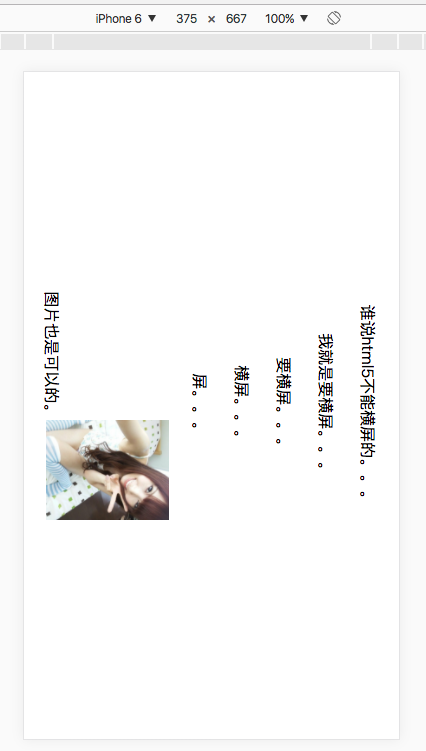 iPhone 6 ▼ 375 × 667 100% ▼
谁说html5不能横屏的。。。
我就是要横屏。。。
要横屏。。。
横屏。。。
屏。。。
图片也是可以的。